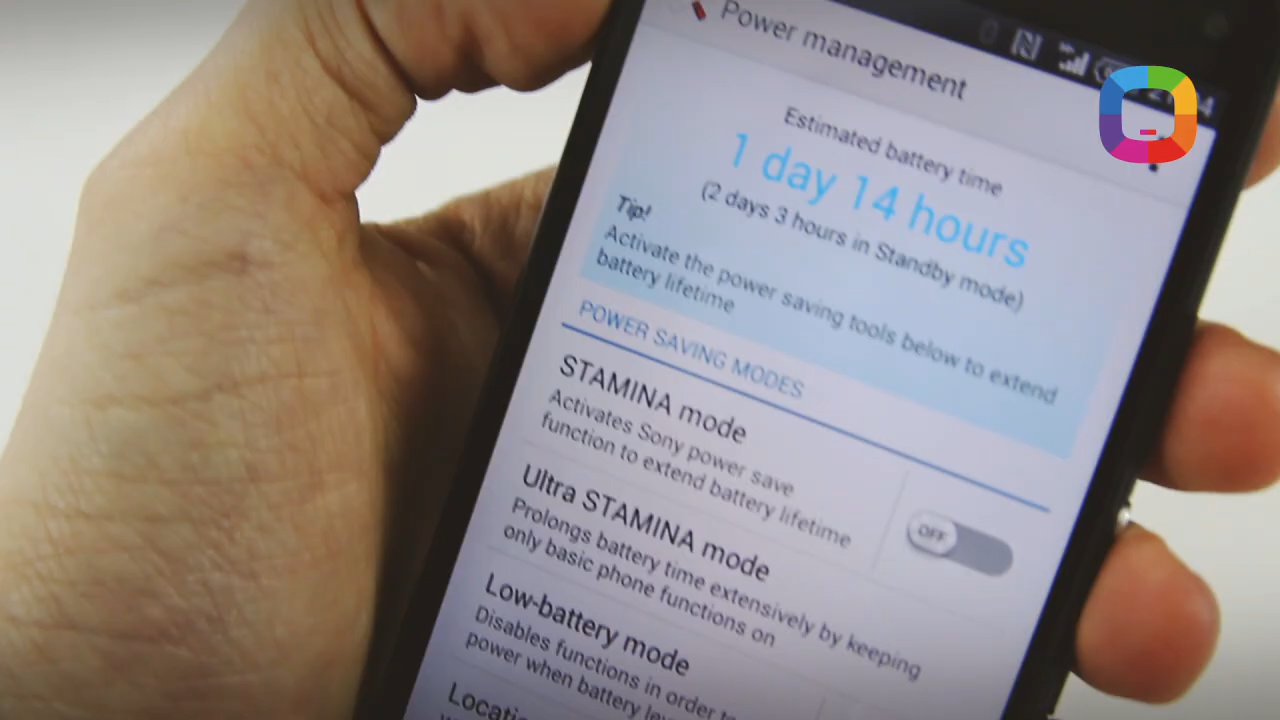 Power management
Estimated battery time
1 day 14 hours
(2 days 3 hours in Standby mode)
Tip!
Activate the power saving tools below to extend
battery lifetime
POWER SAVING MODES
STAMINA mode
Activates Sony power save
function to extend battery lifetime
OFF
Ultra STAMINA mode
Prolongs battery time extensively by keeping
only basic phone functions on
Low-battery mode
Disables functions in order to
power when battery